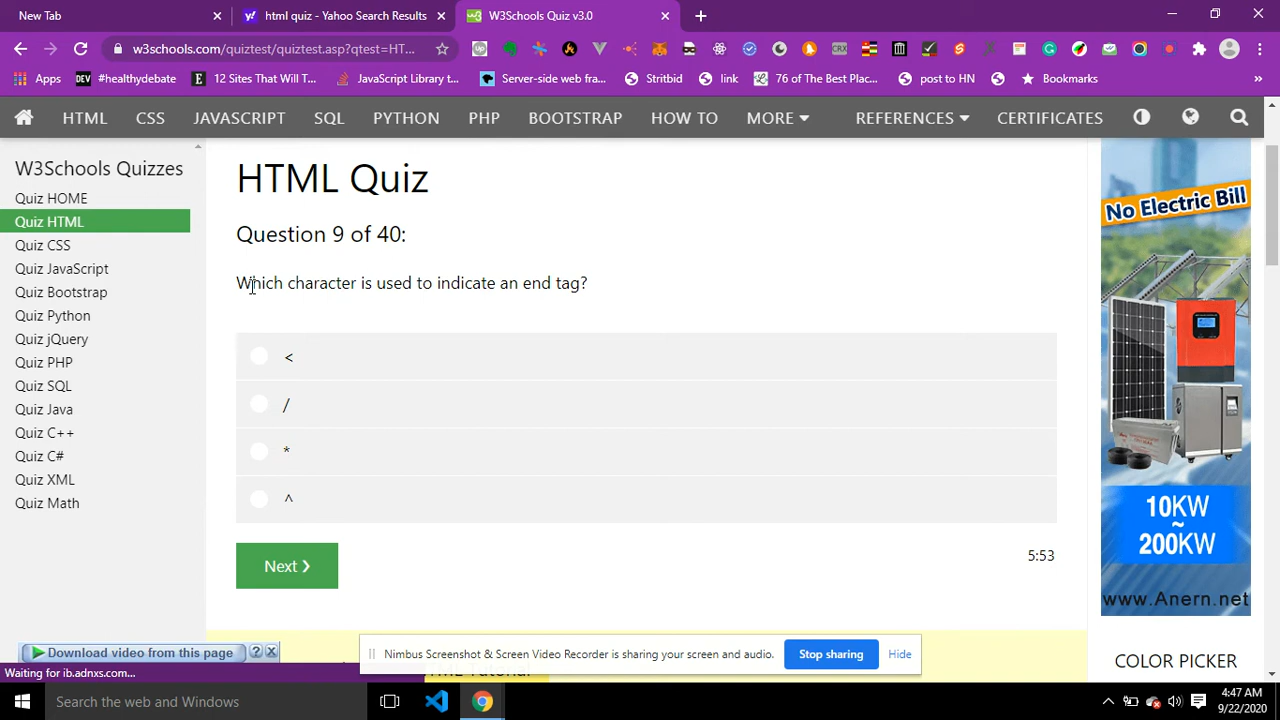 New Tab
html quiz - Yahoo Search Results
W3Schools Quiz v3.0
w3schools.com/quiztest/quiztest.asp?qtest=HT...
Apps
DEV #healthydebate
E 12 Sites That Will T...
JavaScript Library t...
Server-side web fra...
Stritbid
link
76 of The Best Plac...
post to HN
Bookmarks
HTML CSS JAVASCRIPT SQL PYTHON PHP BOOTSTRAP HOW TO MORE REFERENCES CERTIFICATES
W3Schools Quizzes
Quiz HOME
Quiz HTML
Quiz CSS
Quiz JavaScript
Quiz Bootstrap
Quiz Python
Quiz jQuery
Quiz PHP
Quiz SQL
Quiz Java
Quiz C++
Quiz C#
Quiz XML
Quiz Math
HTML Quiz
Question 9 of 40:
Which character is used to indicate an end tag?
<
/
*
^
Next ❯
5:53
No Electric Bill
10KW
~
200KW
www.Anern.net
COLOR PICKER
Download video from this page ? X
Nimbus Screenshot & Screen Video Recorder is sharing your screen and audio.
Stop sharing
Hide
Waiting for ib.adnxs.com...
Search the web and Windows
4:47 AM
9/22/2020